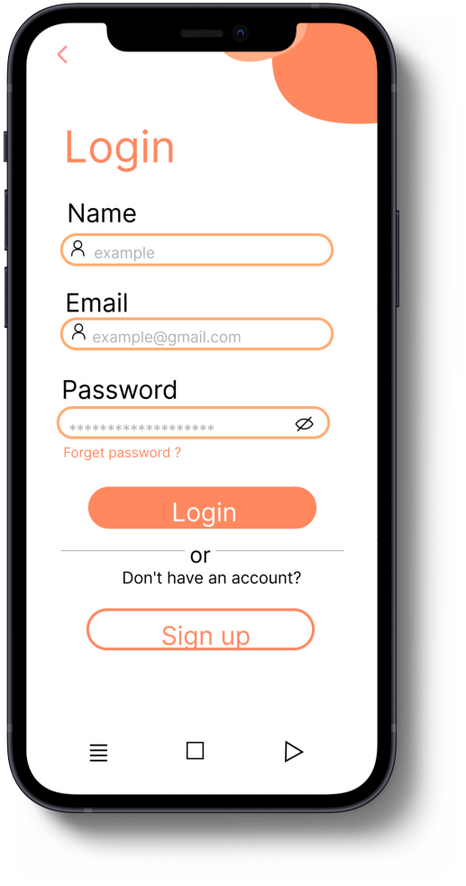 Login
Name
example
Email
example@gmail.com
Password
*******************
Forget password ?
Login
or
Don't have an account?
Sign up